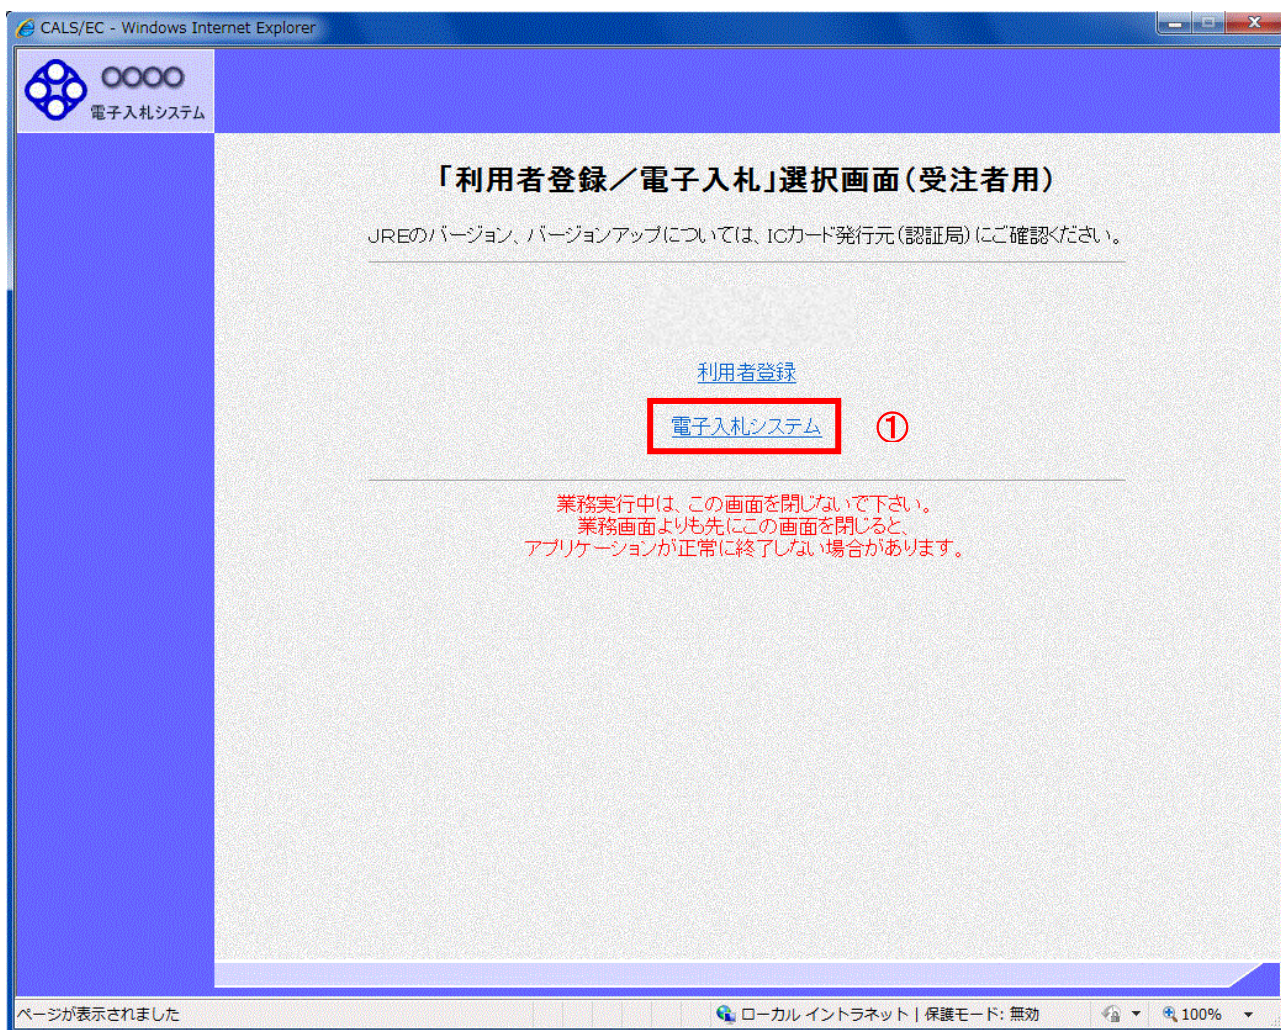 CALS/EC - Windows Internet Explorer
○○○○
電子入札システム
「利用者登録／電子入札」選択画面（受注者用）
JREのバージョン、バージョンアップについては、ICカード発行元（認証局）にご確認ください。
利用者登録
電子入札システム ①
業務実行中は、この画面を閉じないで下さい。
業務画面よりも先にこの画面を閉じると、
アプリケーションが正常に終了しない場合があります。
ページが表示されました ローカル イントラネット | 保護モード: 無効 100%